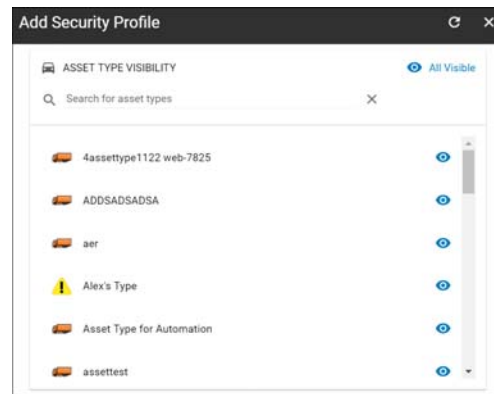 Add Security Profile
ASSET TYPE VISIBILITY All Visible
Search for asset types
4assettype1122 web-7825
ADDSADSADSA
aer
Alex's Type
Asset Type for Automation
assettest